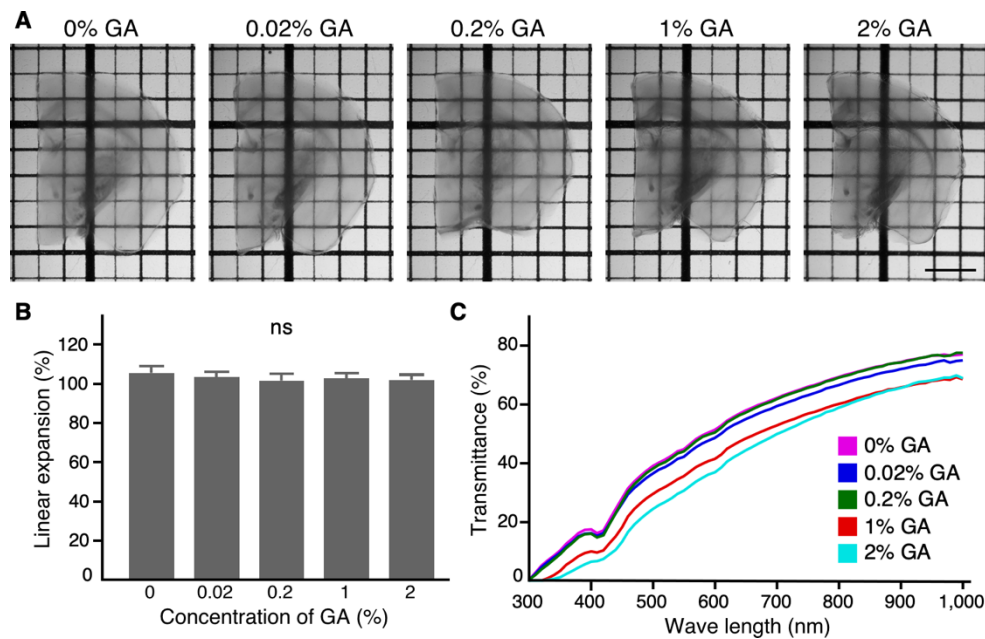 A
0% GA
0.02% GA
0.2% GA
1% GA
2% GA
B
ns
Linear expansion (%)
120
100
80
60
40
20
0
0
0.02
0.2
1
2
Concentration of GA (%)
C
Transmittance (%)
80
60
40
20
0
0% GA
0.02% GA
0.2% GA
1% GA
2% GA
300
400
500
600
700
800
900
1,000
Wave length (nm)